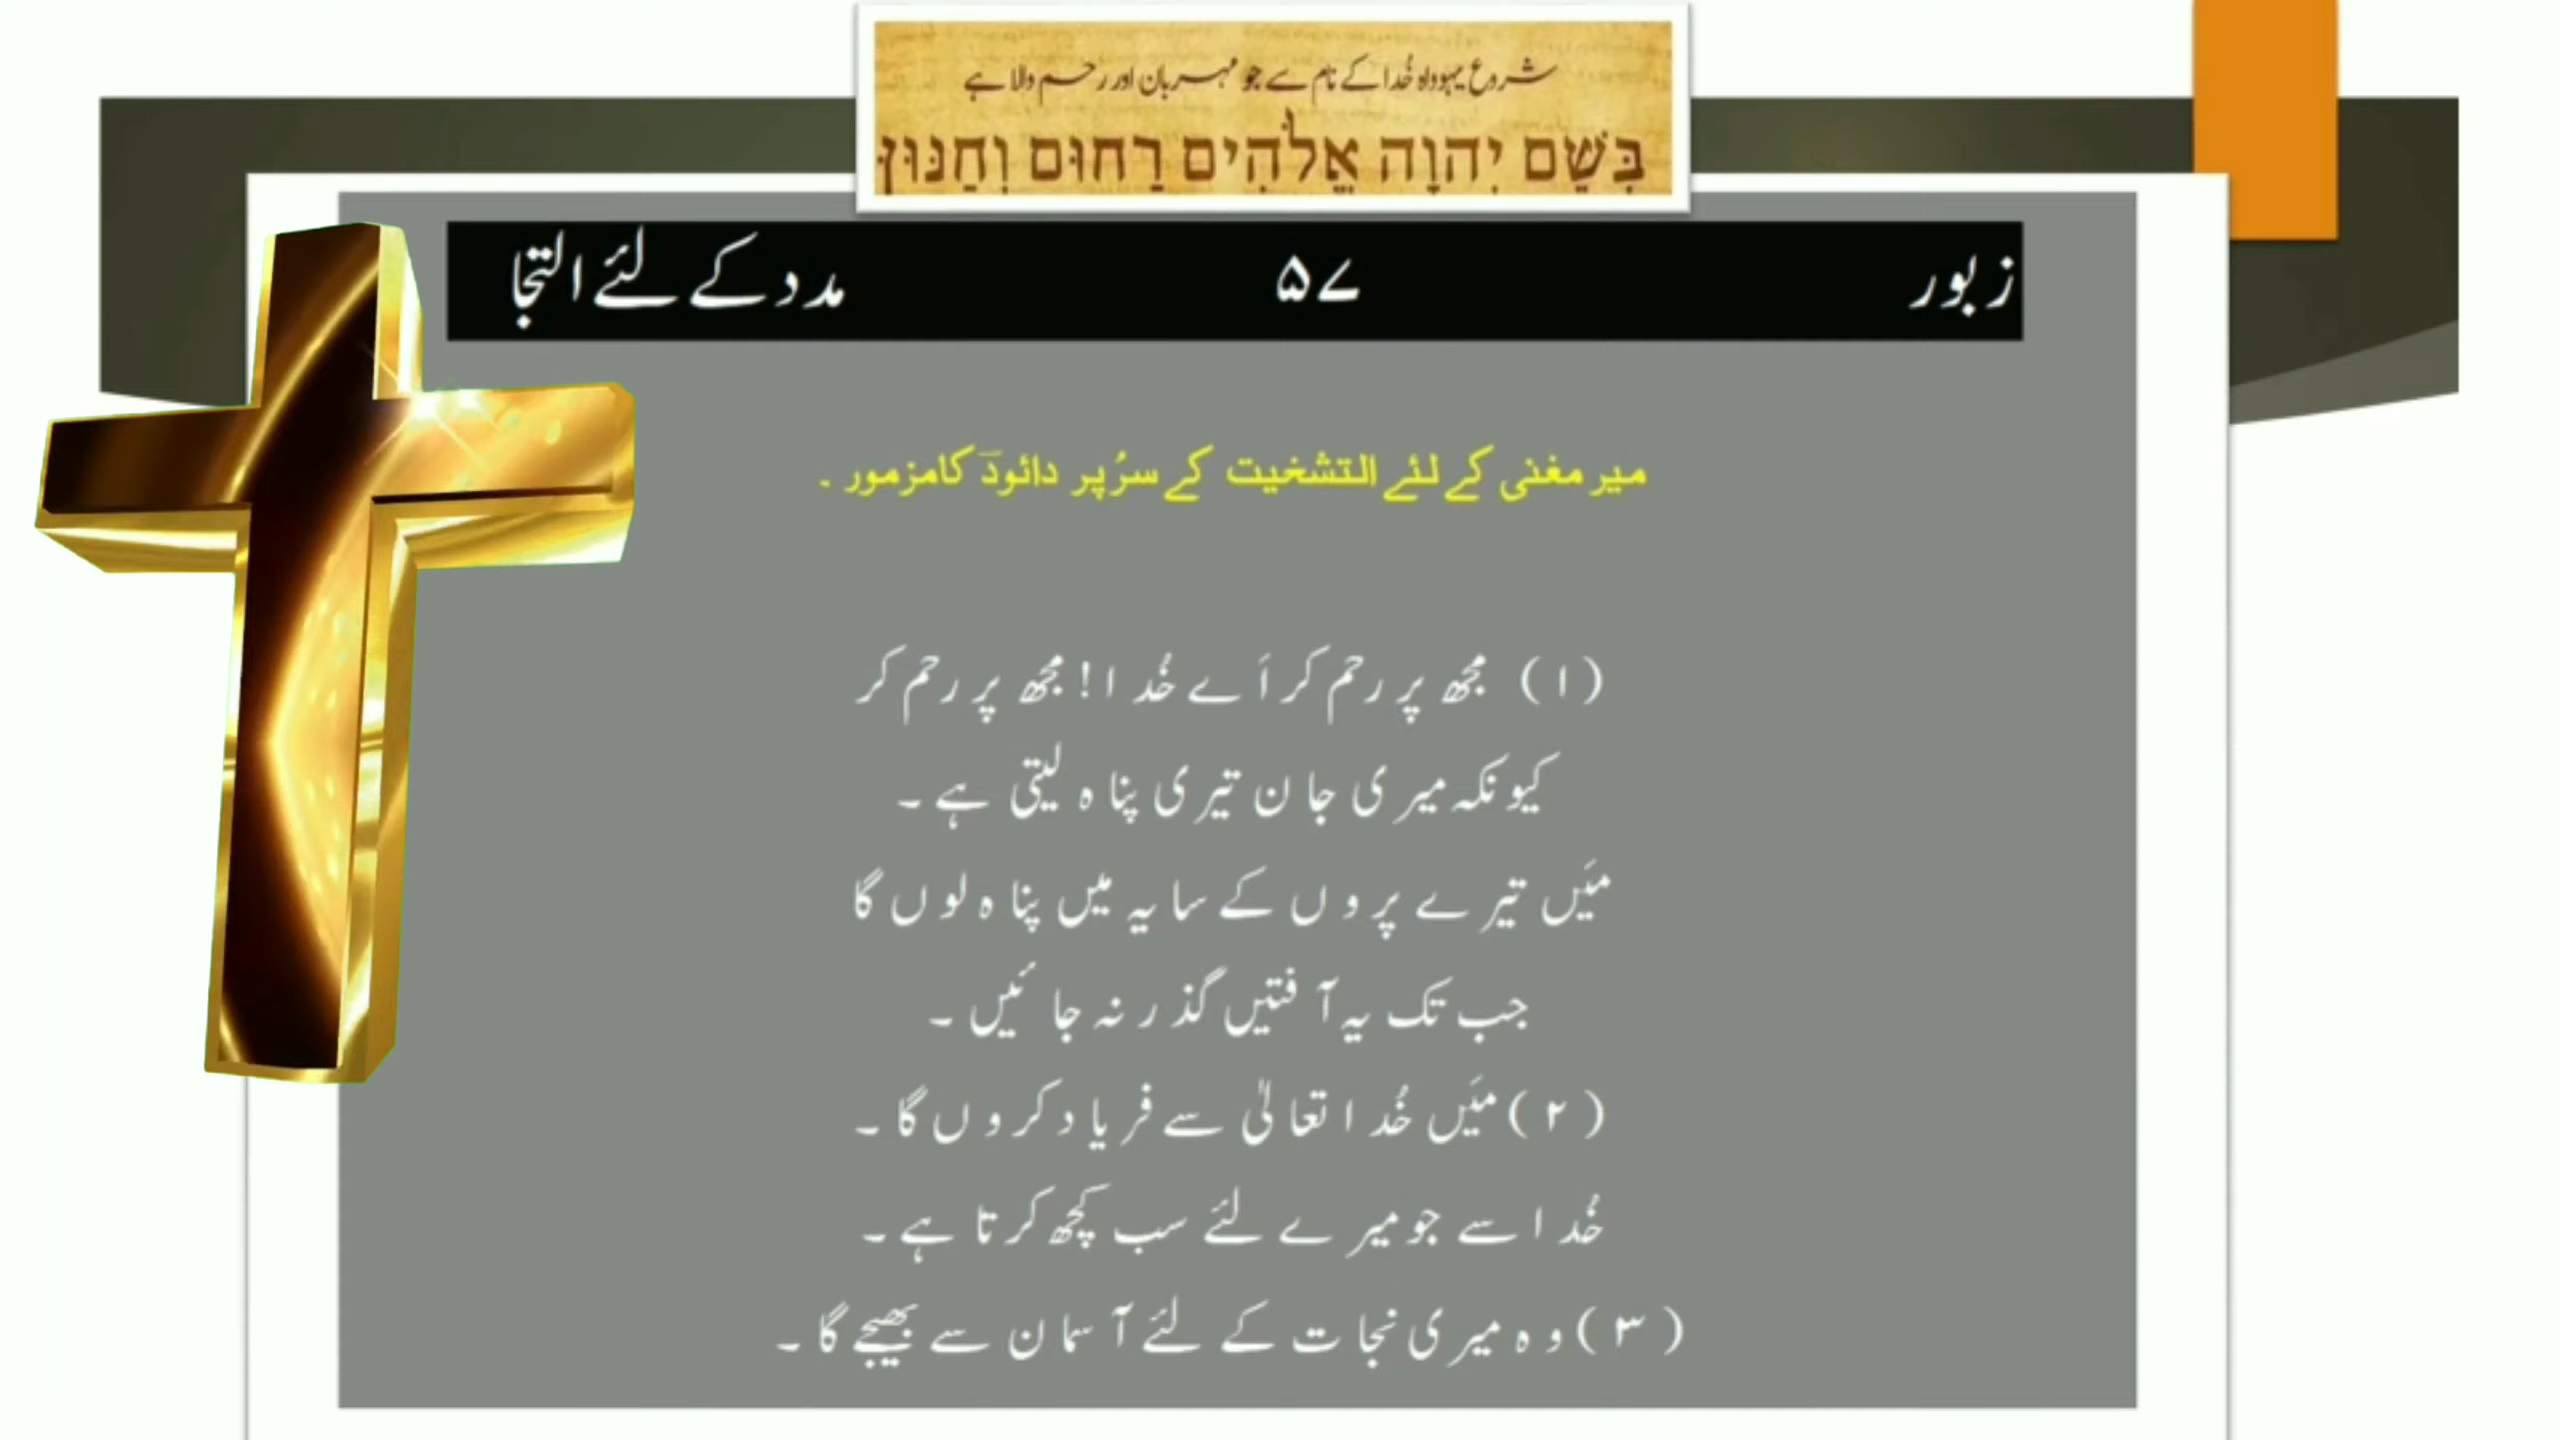 شروع یہوواہ خُدا کے نام سے جو مہربان اور رحم والا ہے
בְּשֵׁם יִהוָה אֱלֹהִים רַחוּם וְחַנּוּן
زبور ۵۷ مدد کے لئے التجا
میر مغنی کے لئے التشخیت کے سُر پر دائودؔ کا مزمور ۔
(۱) مجھ پر رحم کر اَے خُدا! مجھ پر رحم کر
کیونکہ میری جان تیری پناہ لیتی ہے ۔
مَیں تیرے پروں کے سایہ میں پناہ لوں گا
جب تک یہ آفتیں گذر نہ جائیں ۔
(۲) مَیں خُدا تعالیٰ سے فریاد کروں گا ۔
خُدا سے جو میرے لئے سب کچھ کرتا ہے ۔
(۳) وہ میری نجات کے لئے آسمان سے بھیجے گا ۔